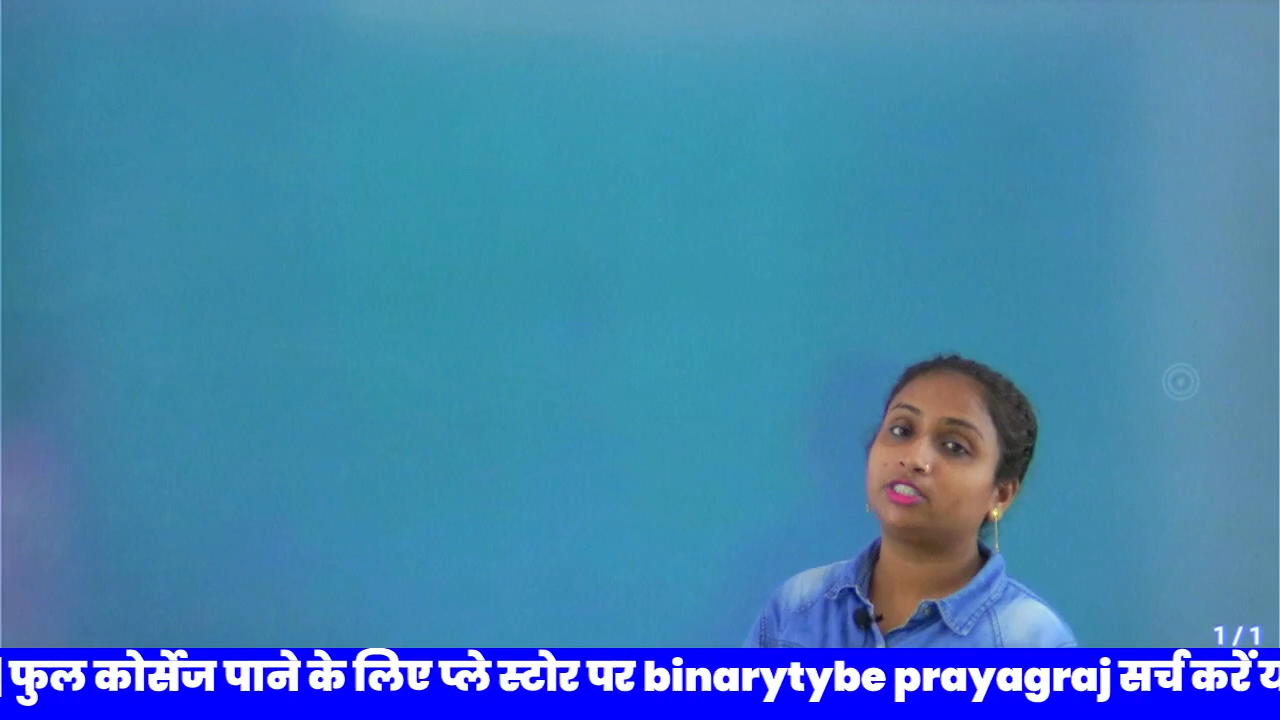 1 / 1
फुल कोर्सेज पाने के लिए प्ले स्टोर पर binarytybe prayagraj सर्च करें